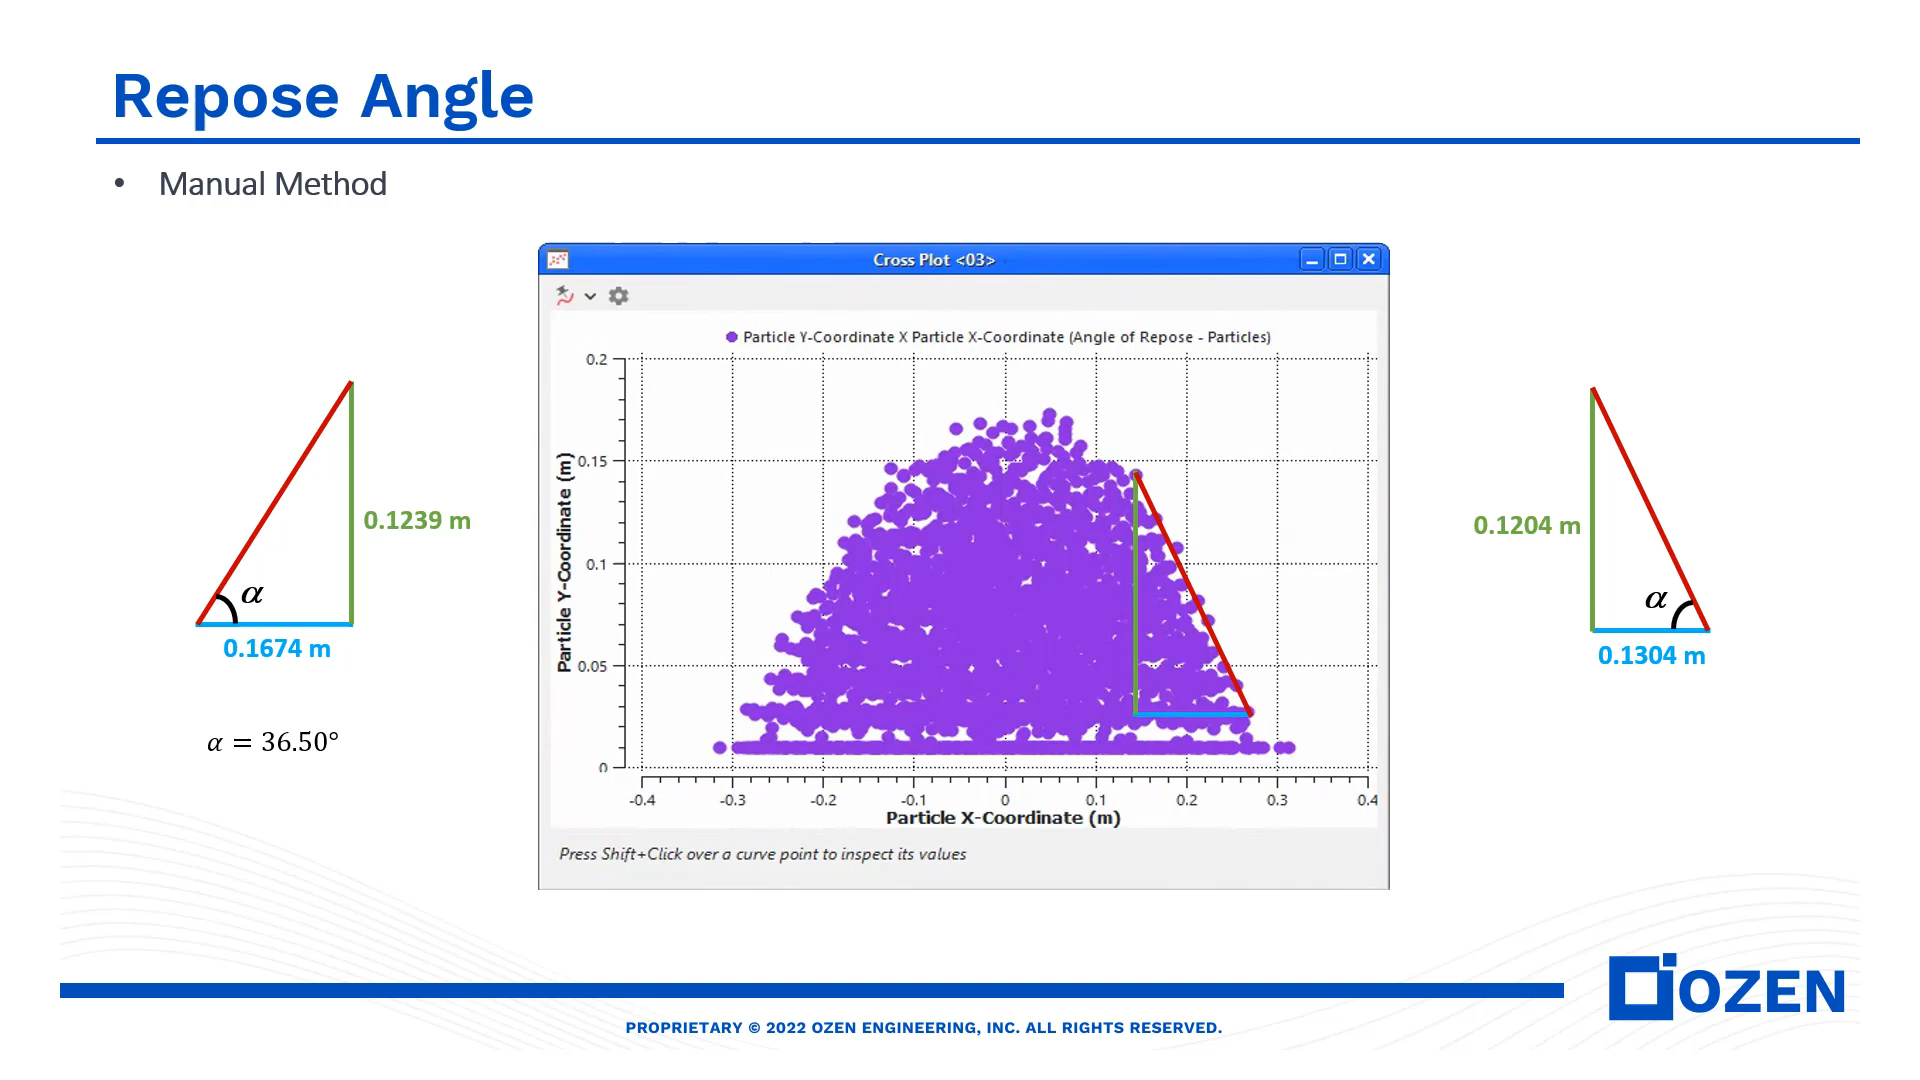 Repose Angle
• Manual Method
Cross Plot <03>
Particle Y-Coordinate X Particle X-Coordinate (Angle of Repose - Particles)
0.2
0.15
0.1
0.05
0
Particle Y-Coordinate (m)
-0.4 -0.3 -0.2 -0.1 0 0.1 0.2 0.3 0.4
Particle X-Coordinate (m)
Press Shift+Click over a curve point to inspect its values
0.1239 m
α
0.1674 m
α = 36.50°
0.1204 m
α
0.1304 m
OZEN
PROPRIETARY © 2022 OZEN ENGINEERING, INC. ALL RIGHTS RESERVED.